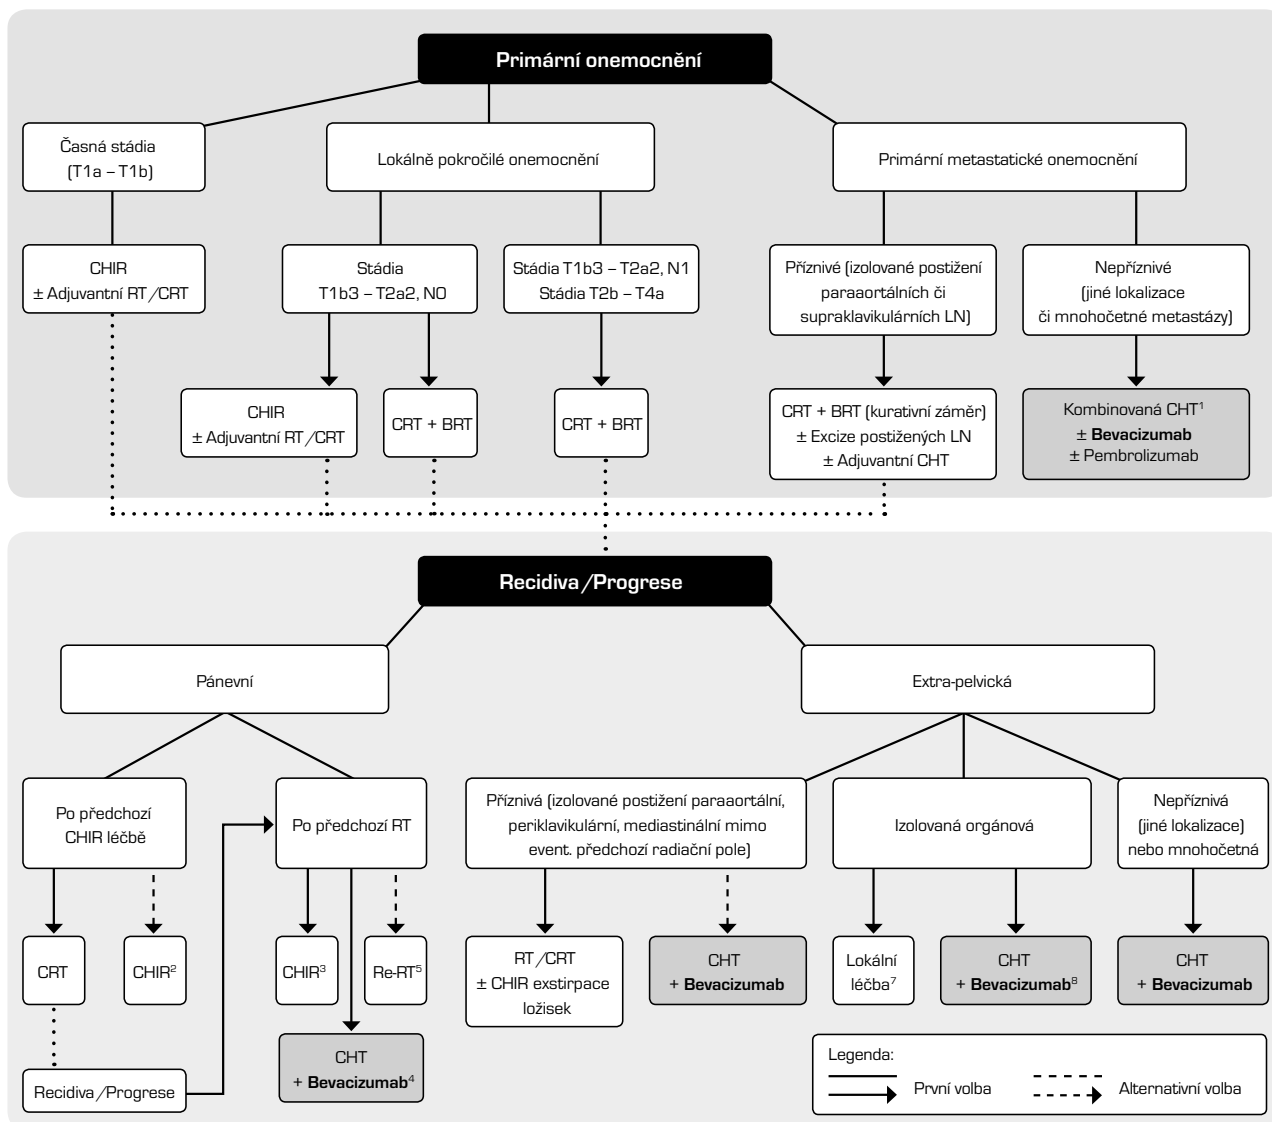 Primární onemocnění
Časná stádia
(T1a – T1b)
Lokálně pokročilé onemocnění
Primární metastatické onemocnění
CHIR
± Adjuvantní RT/CRT
Stádia
T1b3 – T2a2, N0
Stádia T1b3 – T2a2, N1
Stádia T2b – T4a
Příznivé (izolované postižení
paraaortálních či
supraklavikulárních LN)
Nepříznivé
(jiné lokalizace
či mnohočetné metastázy)
CHIR
± Adjuvantní RT/CRT
CRT + BRT
CRT + BRT
CRT + BRT (kurativní záměr)
± Excize postižených LN
± Adjuvantní CHT
Kombinovaná CHT¹
± Bevacizumab
± Pembrolizumab
Recidiva/Progrese
Pánevní
Extra-pelvická
Po předchozí
CHIR léčbě
Po předchozí RT
Příznivá (izolované postižení paraaortální,
periklavikulární, mediastinální mimo
event. předchozí radiační pole)
Izolovaná orgánová
Nepříznivá
(jiné lokalizace)
nebo mnohočetná
CRT
CHIR²
CHIR³
Re-RT⁵
RT/CRT
± CHIR exstirpace
ložisek
CHT
+ Bevacizumab
Lokální
léčba⁷
CHT
+ Bevacizumab⁸
CHT
+ Bevacizumab
Recidiva/Progrese
CHT
+ Bevacizumab⁴
Legenda:
První volba
Alternativní volba